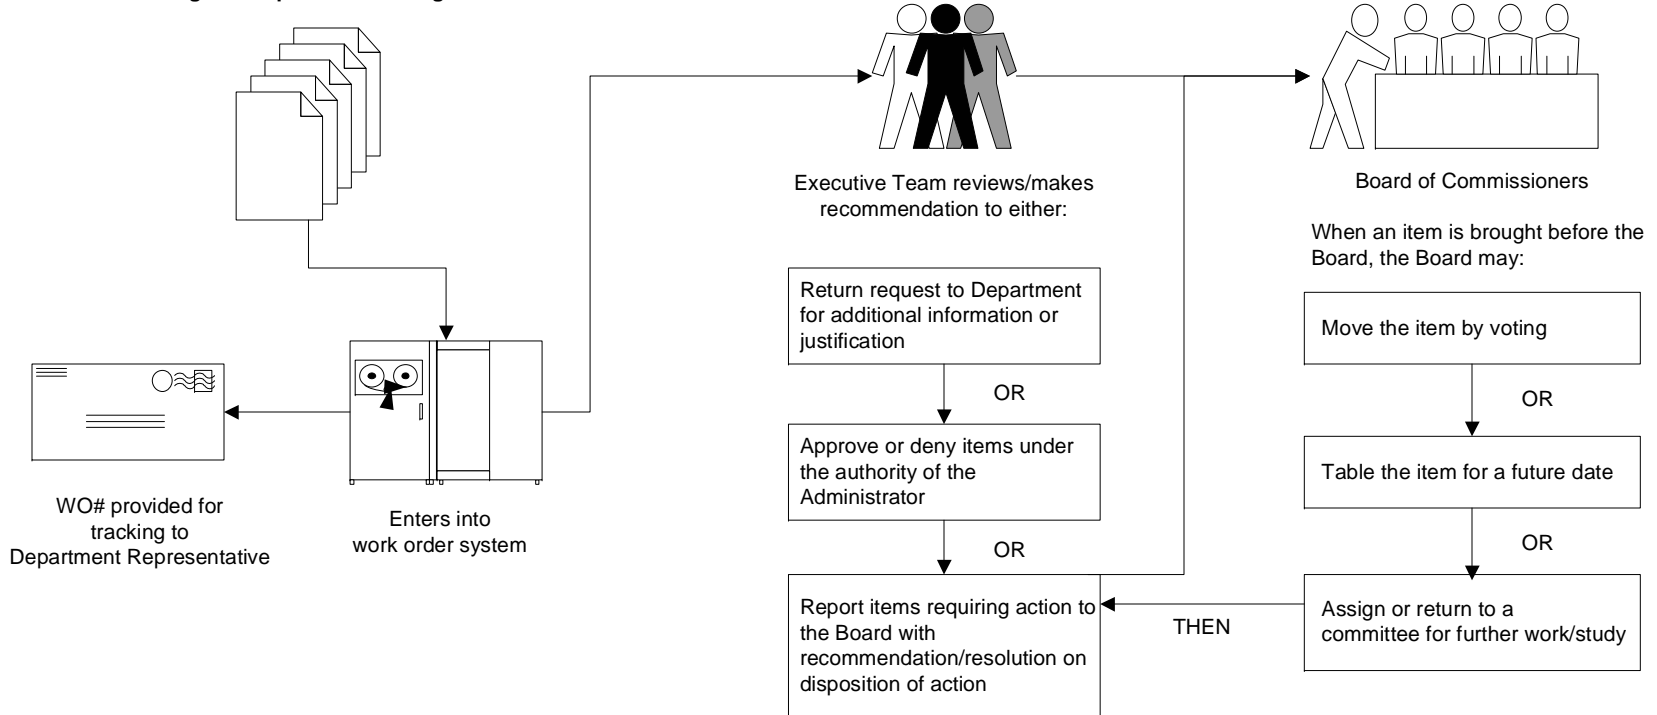 WO# provided for
tracking to
Department Representative
Enters into
work order system
Executive Team reviews/makes
recommendation to either:
Return request to Department
for additional information or
justification
OR
Approve or deny items under
the authority of the
Administrator
OR
Report items requiring action to
the Board with
recommendation/resolution on
disposition of action
THEN
Board of Commissioners
When an item is brought before the
Board, the Board may:
Move the item by voting
OR
Table the item for a future date
OR
Assign or return to a
committee for further work/study